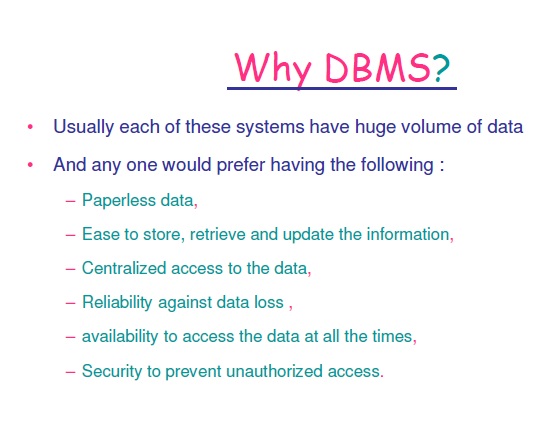 Why DBMS?
• Usually each of these systems have huge volume of data
• And any one would prefer having the following :
– Paperless data,
– Ease to store, retrieve and update the information,
– Centralized access to the data,
– Reliability against data loss ,
– availability to access the data at all the times,
– Security to prevent unauthorized access.